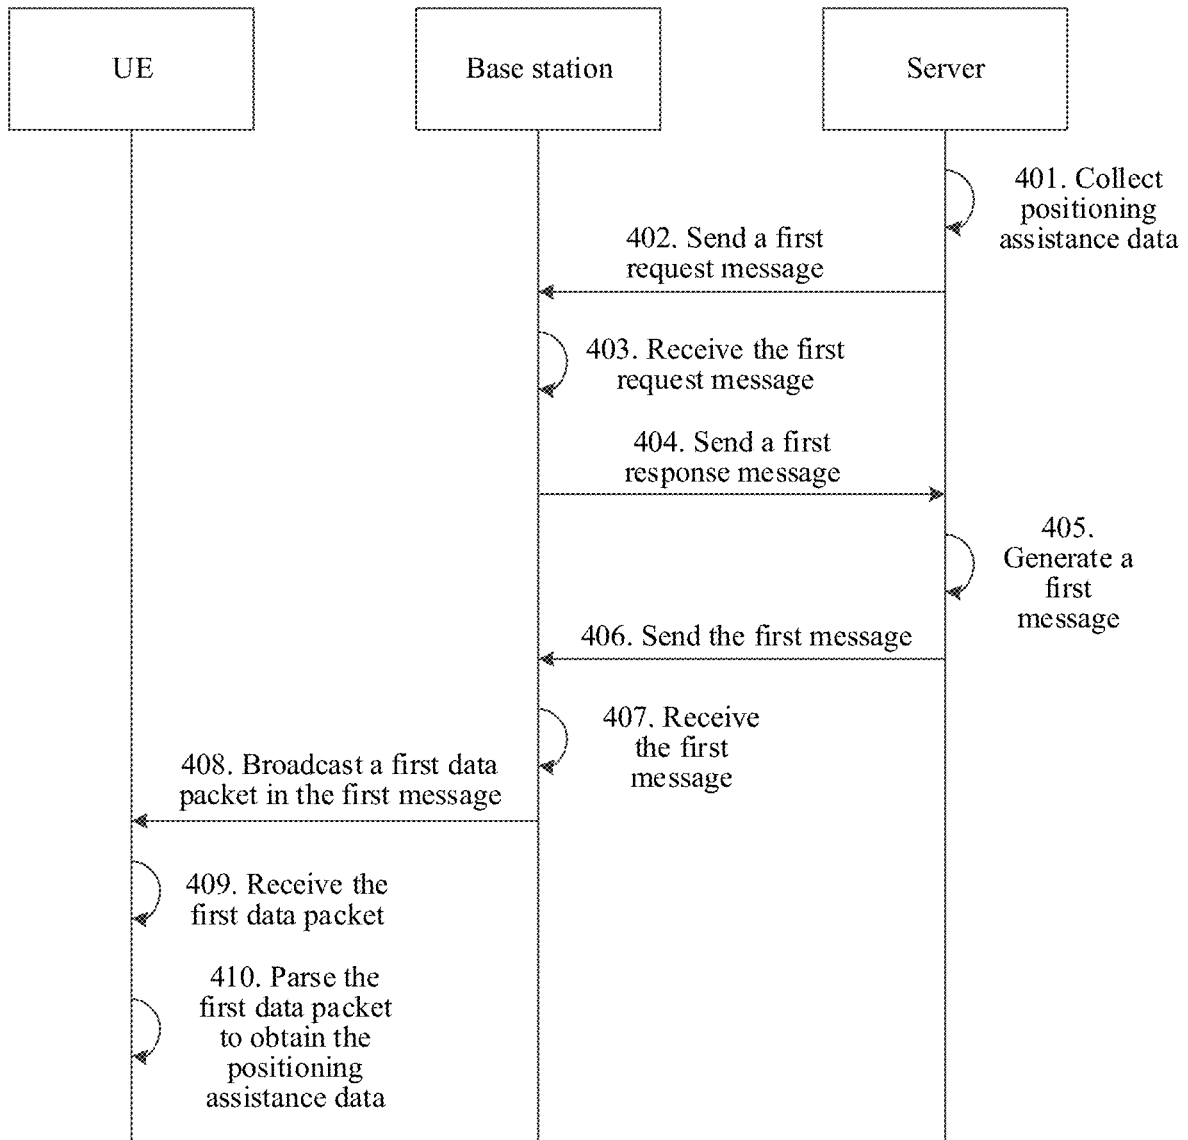 UE
Base station
Server
401. Collect
positioning
assistance data
402. Send a first
request message
403. Receive the first
request message
404. Send a first
response message
405.
Generate a
first
message
406. Send the first message
407. Receive
the first
message
408. Broadcast a first data
packet in the first message
409. Receive the
first data packet
410. Parse the
first data packet
to obtain the
positioning
assistance data